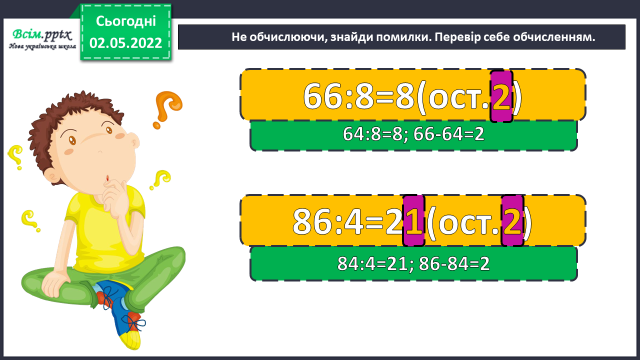 Всім.pptx
Нова українська школа
Сьогодні
02.05.2022
Не обчислюючи, знайди помилки. Перевір себе обчисленням.
66:8=8(ост.2)
64:8=8; 66-64=2
86:4=21(ост.2)
84:4=21; 86-84=2